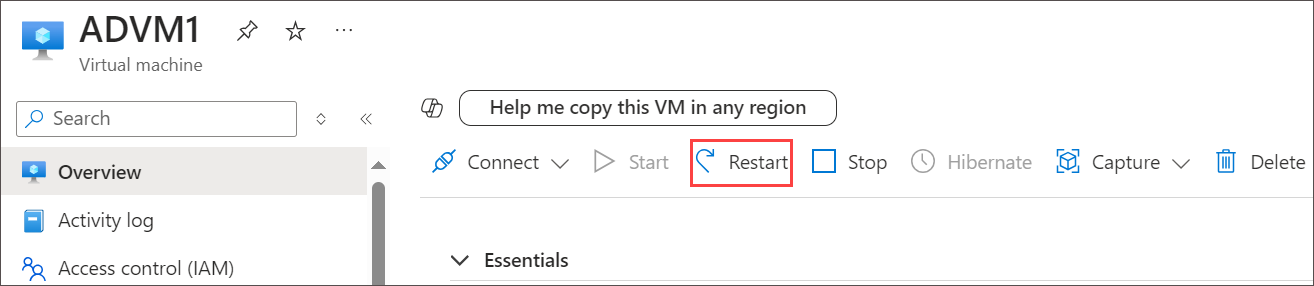 ADVM1
Virtual machine
Search
Overview
Activity log
Access control (IAM)
Help me copy this VM in any region
Connect Start Restart Stop Hibernate Capture Delete
Essentials